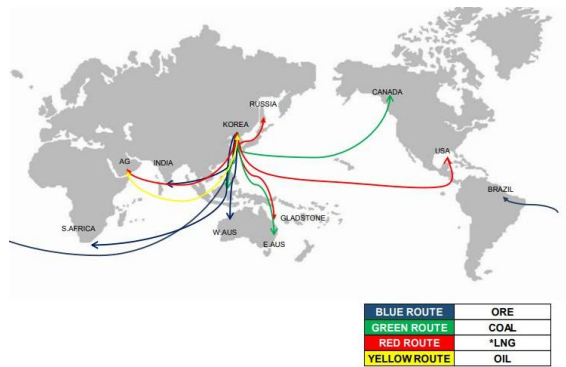 CANADA
RUSSIA
KOREA
USA
AG
INDIA
BRAZIL
GLADSTONE
S.AFRICA
W.AUS
E.AUS
BLUE ROUTE ORE
GREEN ROUTE COAL
RED ROUTE *LNG
YELLOW ROUTE OIL